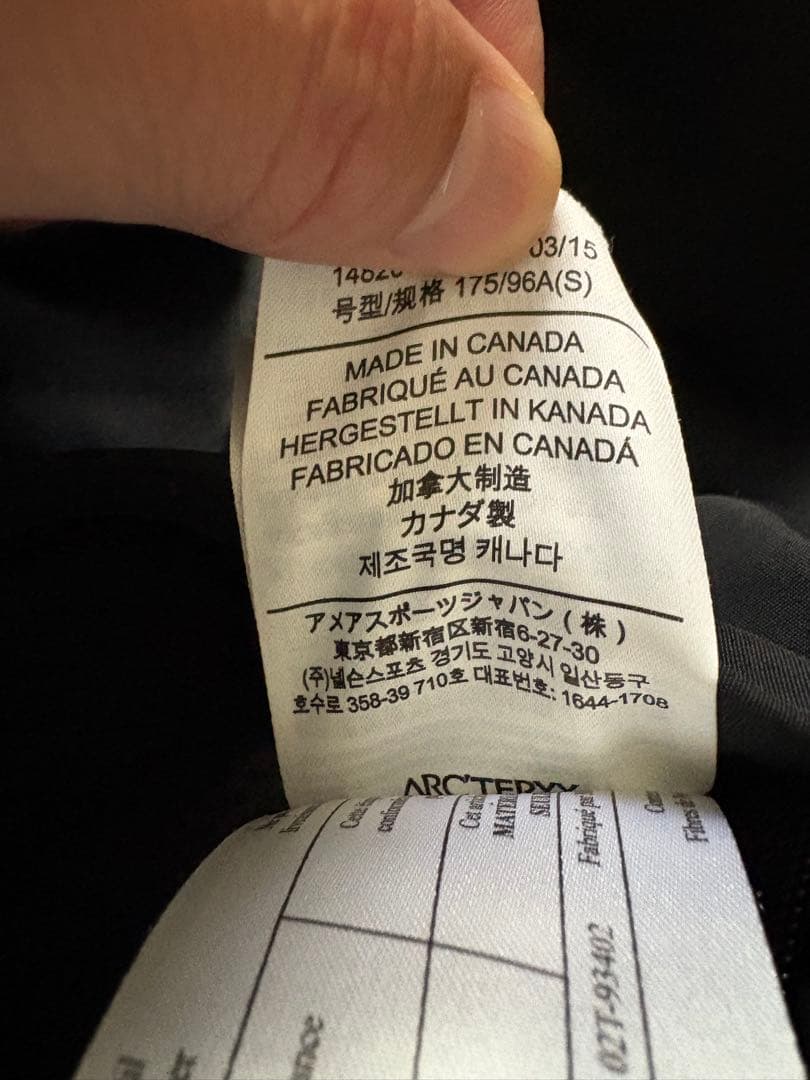 03/15
号型/规格 175/96A(S)
MADE IN CANADA
FABRIQUÉ AU CANADA
HERGESTELLT IN KANADA
FABRICADO EN CANADÁ
加拿大制造
カナダ製
제조국명 캐나다
アメアスポーツジャパン(株)
東京都新宿区新宿6-27-30
(주)넬슨스포츠 경기도 고양시 일산동구
호수로 358-39 710호 대표번호: 1644-1708
ARC'TERYX
Cet
Fabriqué par
02T-93402